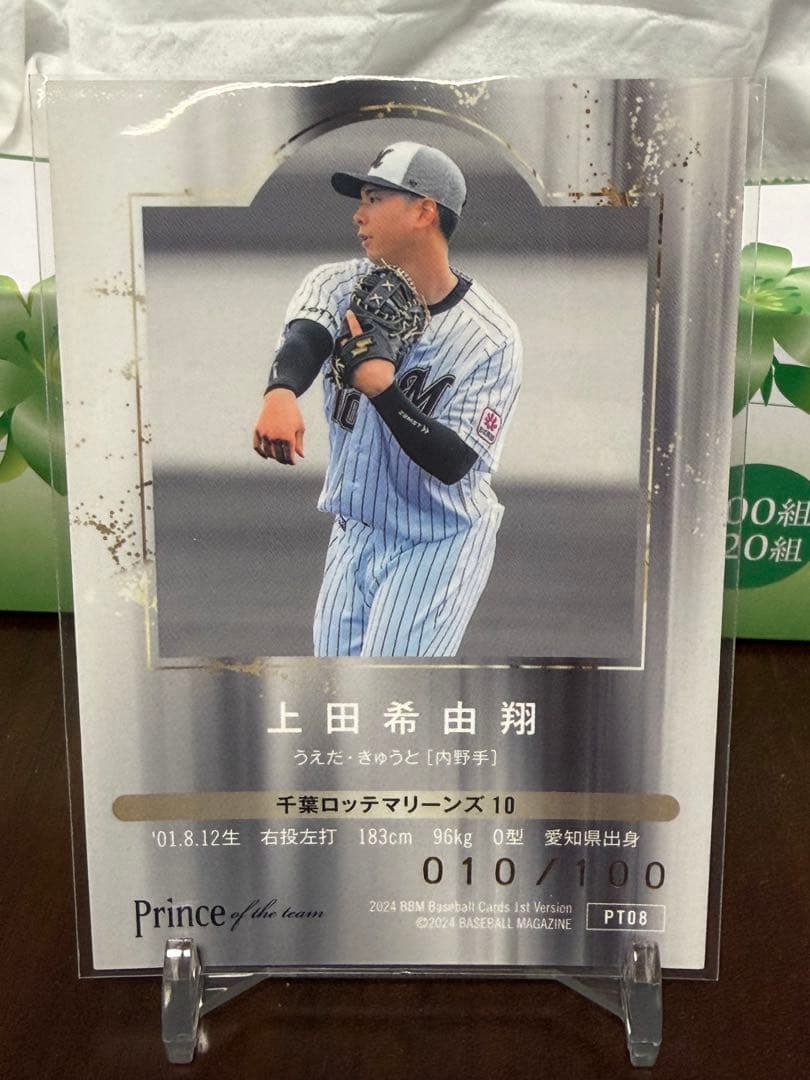 M
10
ZEMST
00組
20組
上田希由翔
うえだ・きゅうと [内野手]
千葉ロッテマリーンズ 10
'01.8.12生 右投左打 183cm 96kg O型 愛知県出身
010/100
Prince of the team
2024 BBM Baseball Cards 1st Version
©2024 BASEBALL MAGAZINE
PT08